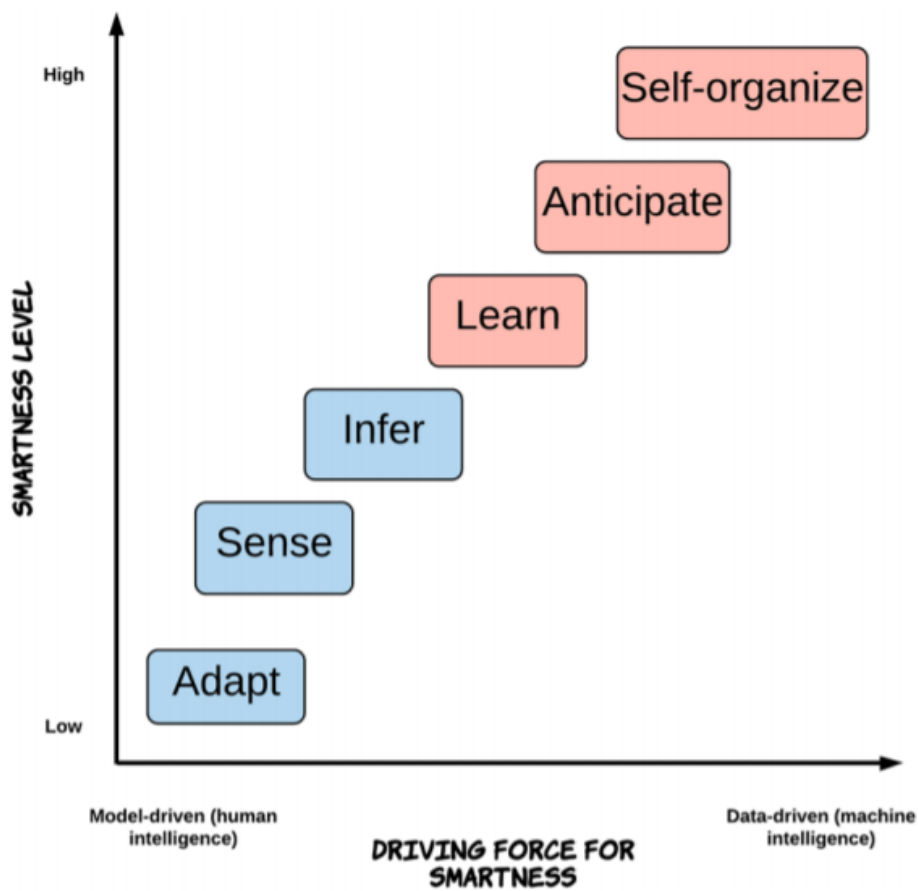 High
Self-organize
Anticipate
Learn
SMARTNESS LEVEL
Infer
Sense
Adapt
Low
Model-driven (human
intelligence)
Data-driven (machine
intelligence)
DRIVING FORCE FOR
SMARTNESS